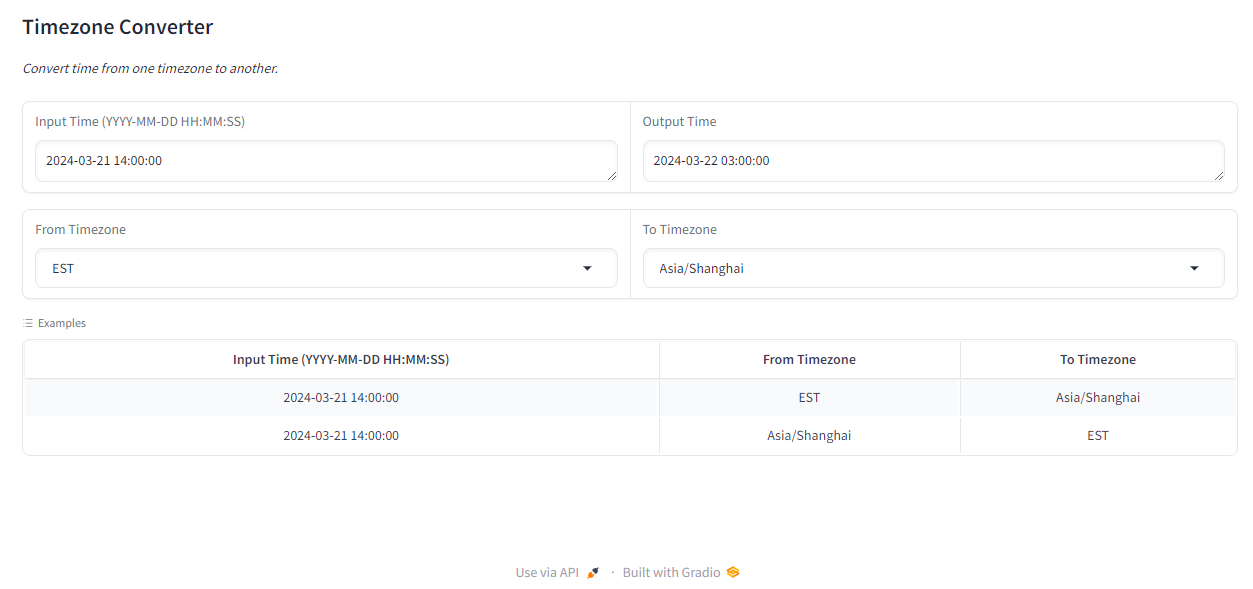 Timezone Converter
Convert time from one timezone to another.
Input Time (YYYY-MM-DD HH:MM:SS)
2024-03-21 14:00:00
Output Time
2024-03-22 03:00:00
From Timezone
EST
To Timezone
Asia/Shanghai
Examples
Input Time (YYYY-MM-DD HH:MM:SS) From Timezone To Timezone
2024-03-21 14:00:00 EST Asia/Shanghai
2024-03-21 14:00:00 Asia/Shanghai EST
Use via API · Built with Gradio